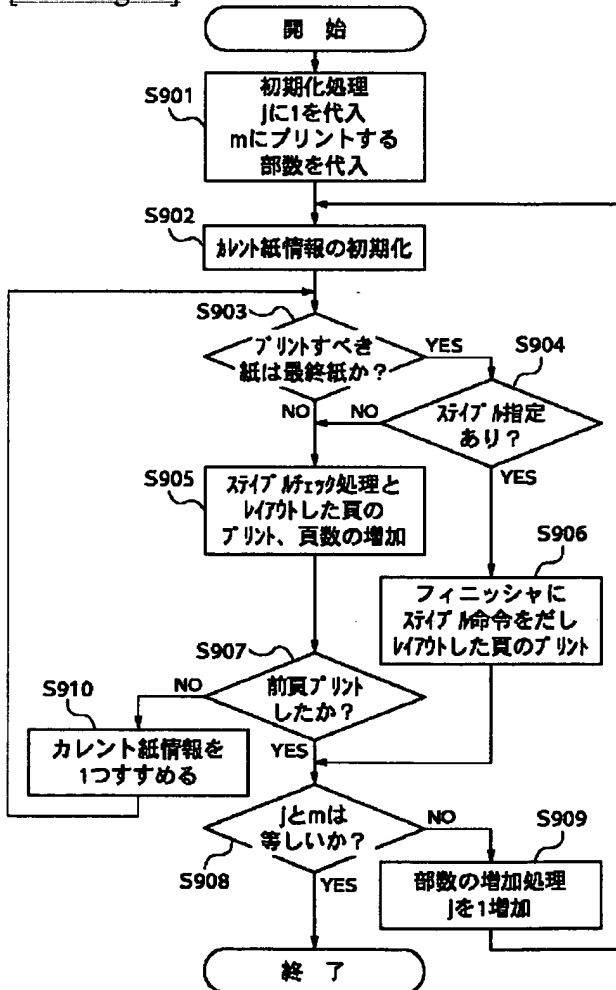 開 始
S901
初期化処理
jに1を代入
mにプリントする
部数を代入
S902
カレント紙情報の初期化
S903
プリントすべき
紙は最終紙か？
YES
NO
S904
ステイプル指定
あり？
NO
YES
S905
ステイプルチェック処理と
レイアウトした頁の
プリント、頁数の増加
S906
フィニッシャに
ステイプル命令をだし
レイアウトした頁のプリント
S907
前頁プリント
したか？
NO
YES
S910
カレント紙情報を
1つすすめる
jとmは
等しいか？
NO
S908
YES
S909
部数の増加処理
jを1増加
終 了